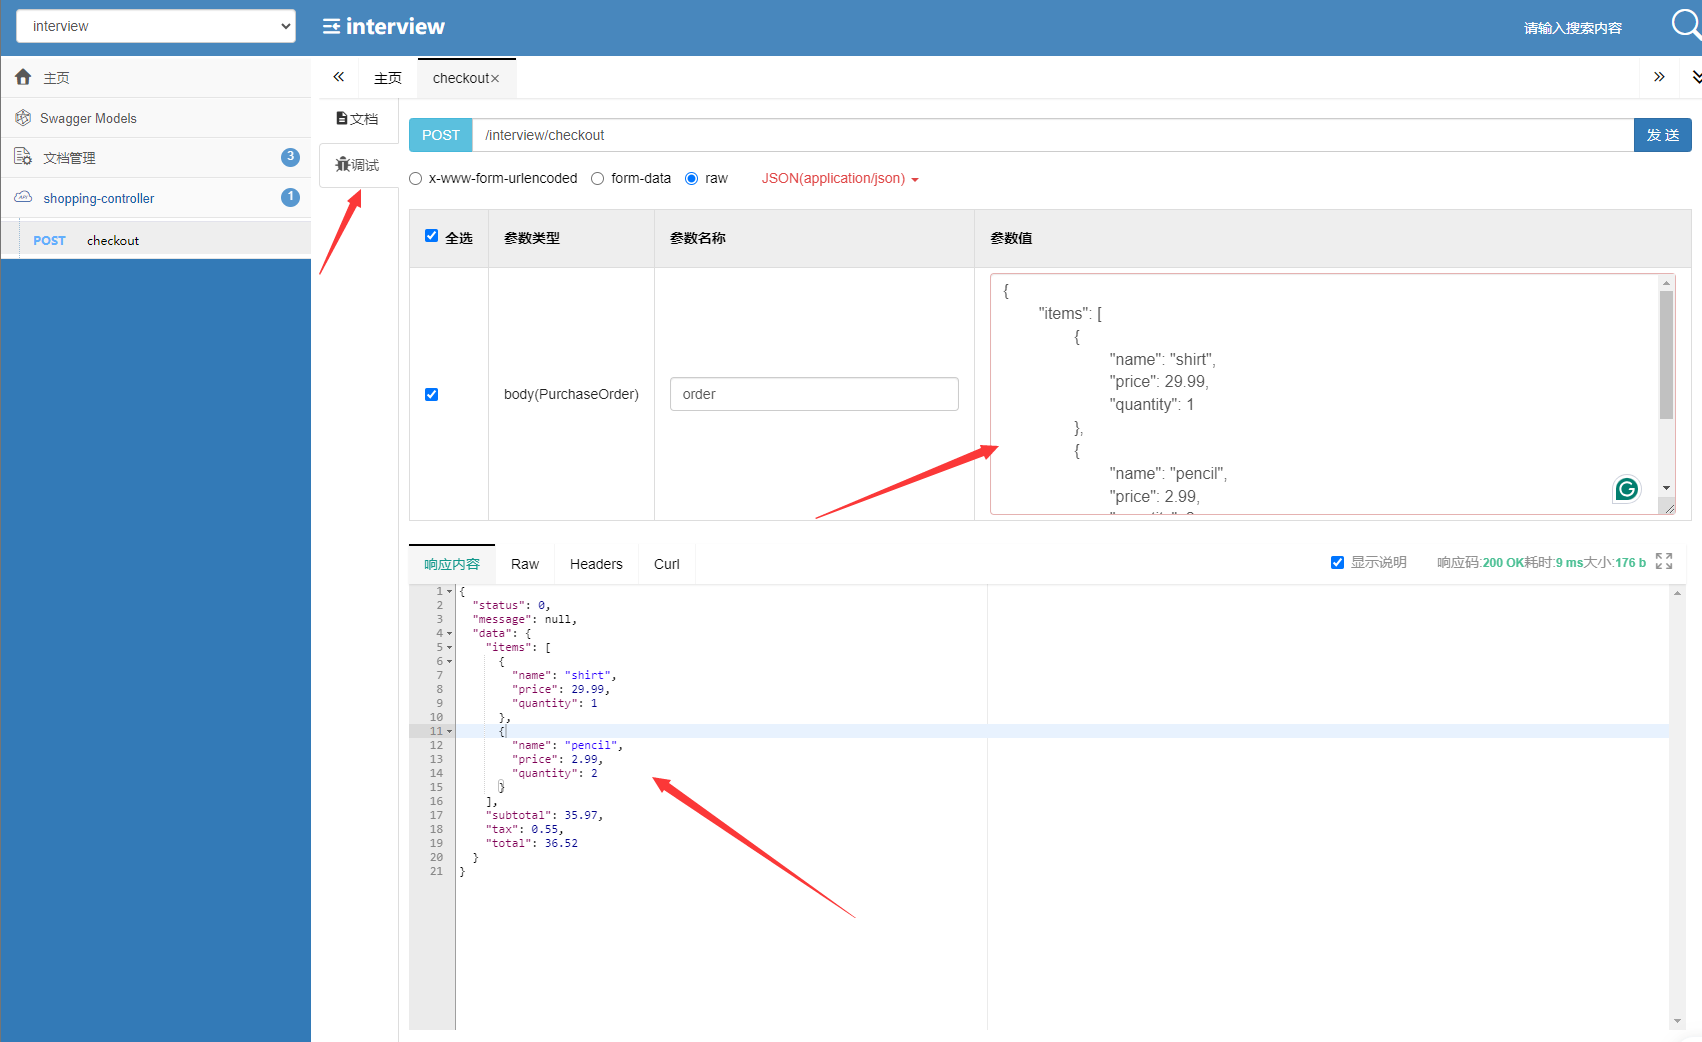 interview
interview
请输入搜索内容
主页
Swagger Models
文档管理
3
shopping-controller
1
POST checkout
主页
checkout×
文档
调试
POST
/interview/checkout
发 送
x-www-form-urlencoded
form-data
raw
JSON(application/json)
全选
参数类型
参数名称
参数值
body(PurchaseOrder)
order
{
"items": [
{
"name": "shirt",
"price": 29.99,
"quantity": 1
},
{
"name": "pencil",
"price": 2.99,
响应内容
Raw
Headers
Curl
显示说明
响应码:200 OK耗时:9 ms大小:176 b
1 {
2 "status": 0,
3 "message": null,
4 "data": {
5 "items": [
6 {
7 "name": "shirt",
8 "price": 29.99,
9 "quantity": 1
10 },
11 {
12 "name": "pencil",
13 "price": 2.99,
14 "quantity": 2
15 }
16 ],
17 "subtotal": 35.97,
18 "tax": 0.55,
19 "total": 36.52
20 }
21 }